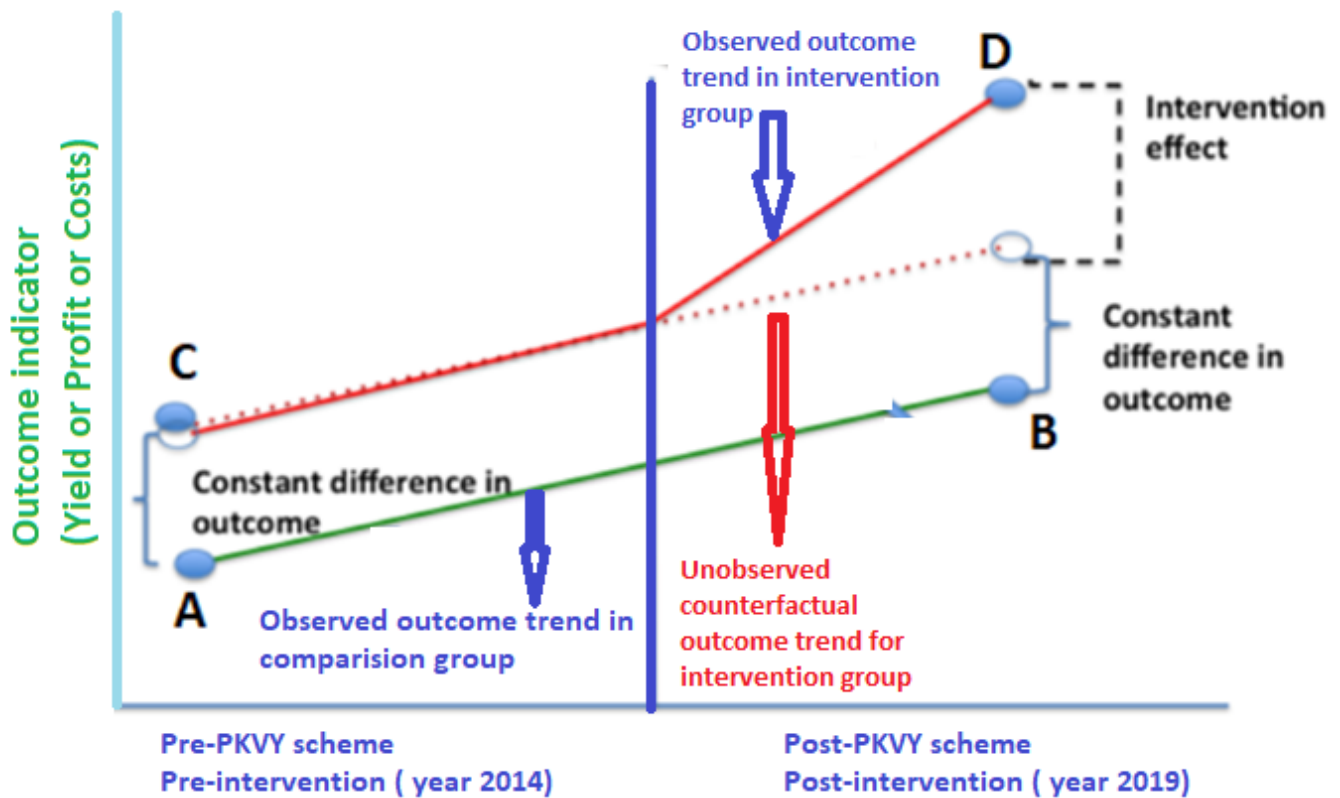 Outcome indicator
(Yield or Profit or Costs)
Observed outcome
trend in intervention
group
D
Intervention
effect
C
Constant difference in
outcome
A
Observed outcome trend in
comparision group
Constant
difference in
outcome
B
Unobserved
counterfactual
outcome trend for
intervention group
Pre-PKVY scheme
Pre-intervention ( year 2014)
Post-PKVY scheme
Post-intervention ( year 2019)